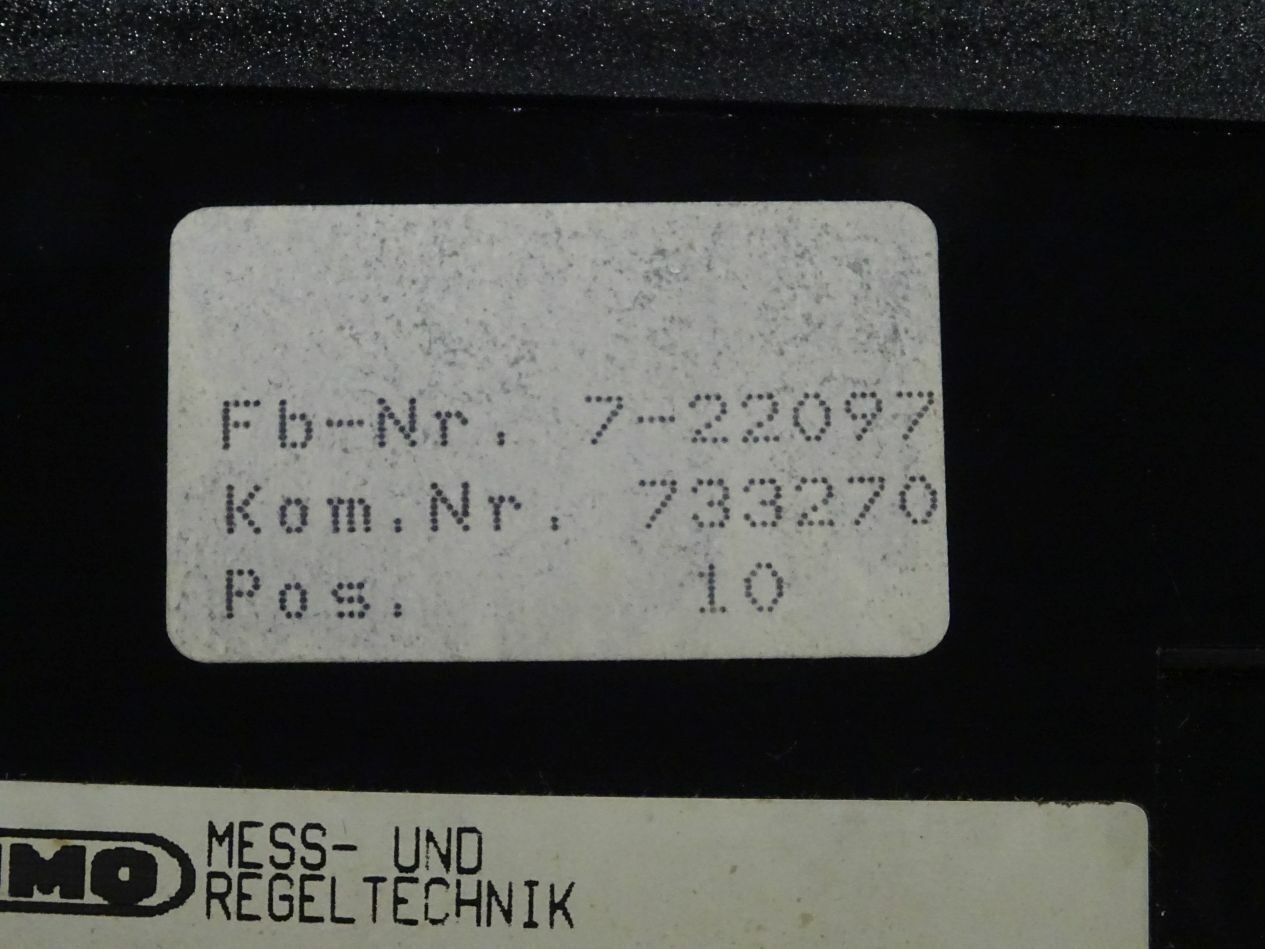 Fb-Nr. 7-22097
Kom.Nr. 733270
Pos. 10
MESS- UND
REGELTECHNIK